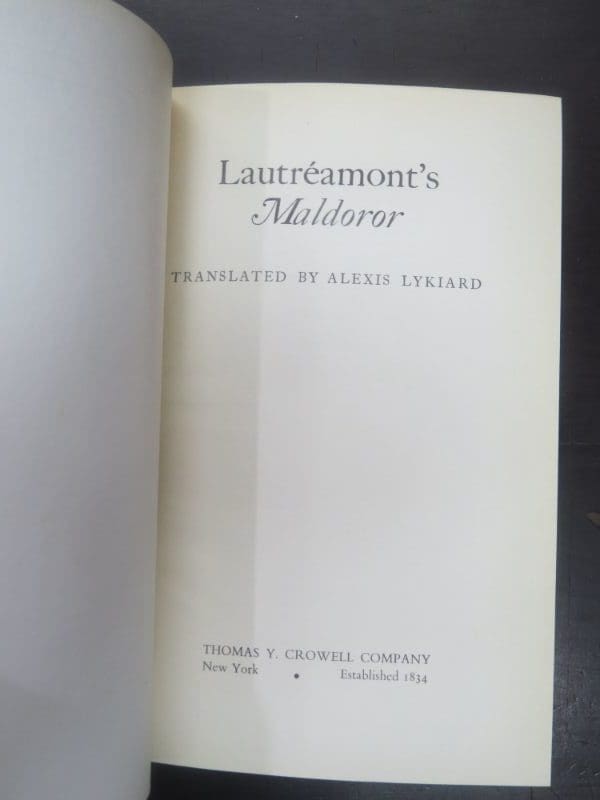 Lautréamont's
Maldoror
TRANSLATED BY ALEXIS LYKIARD
THOMAS Y. CROWELL COMPANY
New York • Established 1834